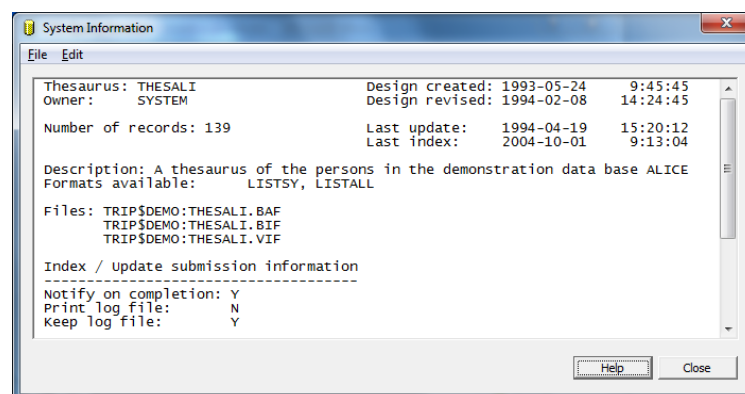 System Information
File Edit
Thesaurus: THESALI Design created: 1993-05-24 9:45:45
Owner: SYSTEM Design revised: 1994-02-08 14:24:45
Number of records: 139 Last update: 1994-04-19 15:20:12
Last index: 2004-10-01 9:13:04
Description: A thesaurus of the persons in the demonstration data base ALICE
Formats available: LISTSY, LISTALL
Files: TRIP$DEMO:THESALI.BAF
TRIP$DEMO:THESALI.BIF
TRIP$DEMO:THESALI.VIF
Index / Update submission information
-------------------------------------
Notify on completion: Y
Print log file: N
Keep log file: Y
Help Close